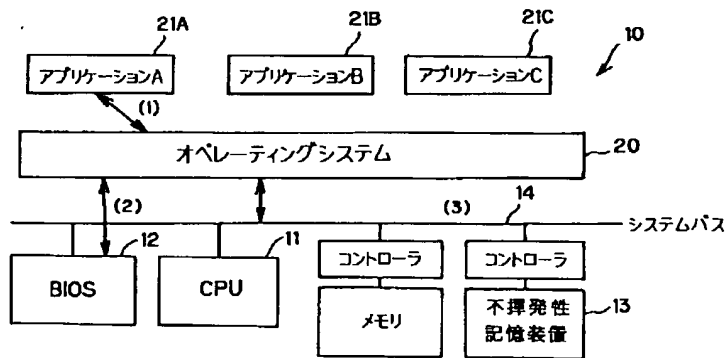 21A
21B
21C
10
アプリケーションA
アプリケーションB
アプリケーションC
(1)
オペレーティングシステム
20
(2)
(3)
14
システムバス
12
11
BIOS
CPU
コントローラ
コントローラ
メモリ
不揮発性
記憶装置
13